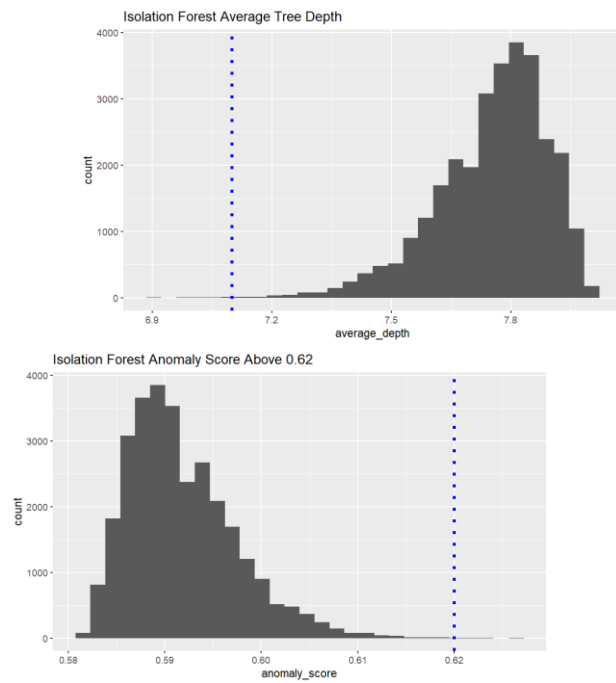 Isolation Forest Average Tree Depth
4000
3000
2000
1000
0
count
6.9 7.2 7.5 7.8
average_depth
Isolation Forest Anomaly Score Above 0.62
4000
3000
2000
1000
0
count
0.58 0.59 0.60 0.61 0.62
anomaly_score